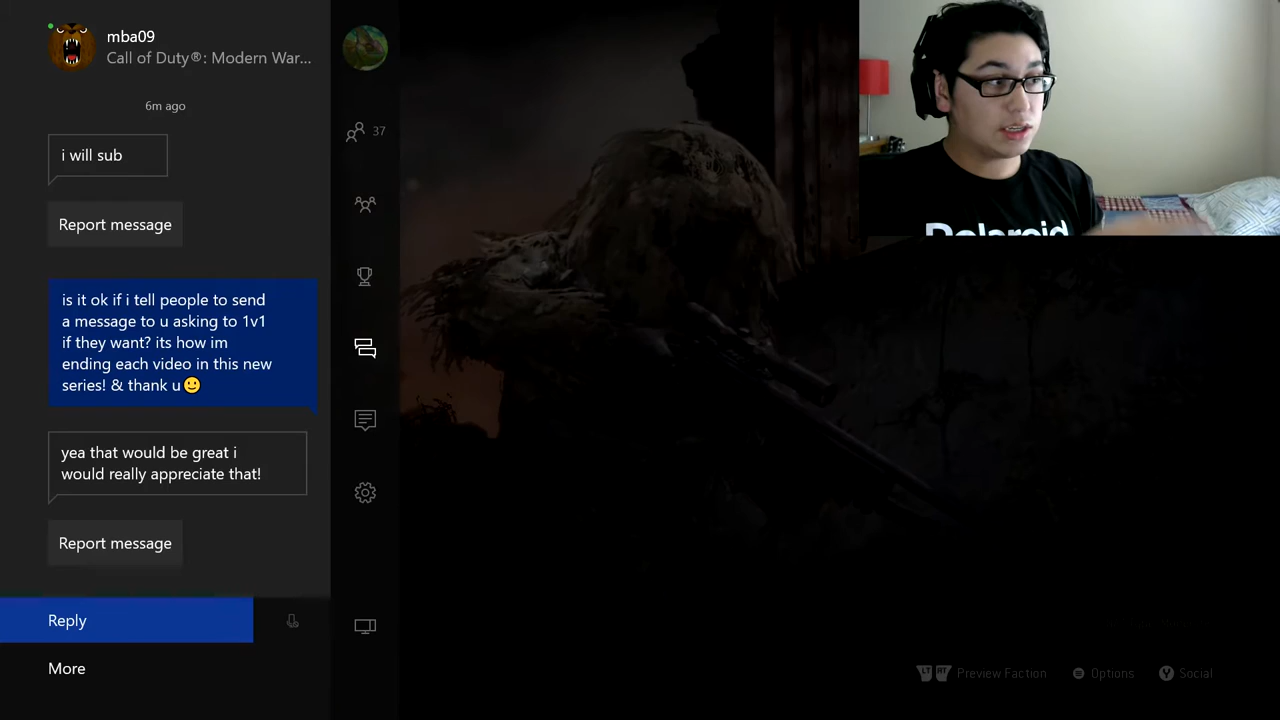 mba09
Call of Duty®: Modern War...
6m ago
i will sub
Report message
is it ok if i tell people to send
a message to u asking to 1v1
if they want? its how im
ending each video in this new
series! & thank u🙂
yea that would be great i
would really appreciate that!
Report message
Reply
More
37
Polaroid
LT RT Preview Faction
Options
Y Social